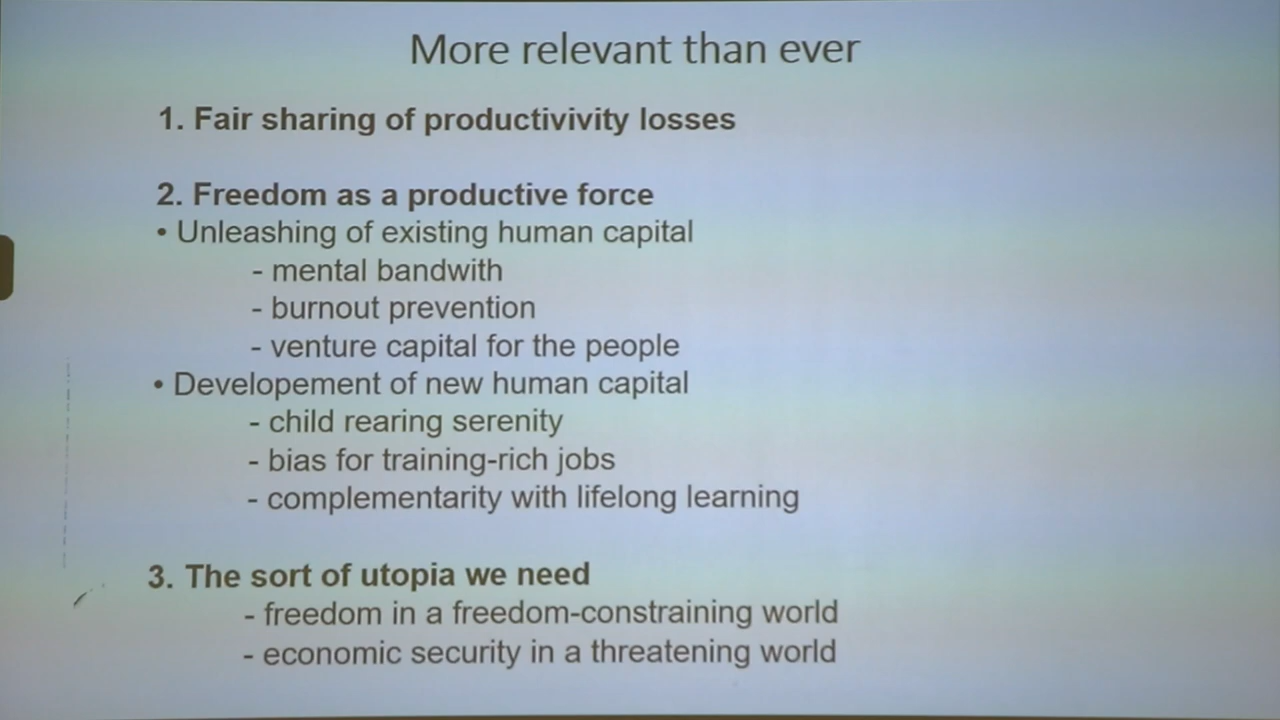 More relevant than ever
1. Fair sharing of productivivity losses
2. Freedom as a productive force
• Unleashing of existing human capital
- mental bandwith
- burnout prevention
- venture capital for the people
• Developement of new human capital
- child rearing serenity
- bias for training-rich jobs
- complementarity with lifelong learning
3. The sort of utopia we need
- freedom in a freedom-constraining world
- economic security in a threatening world